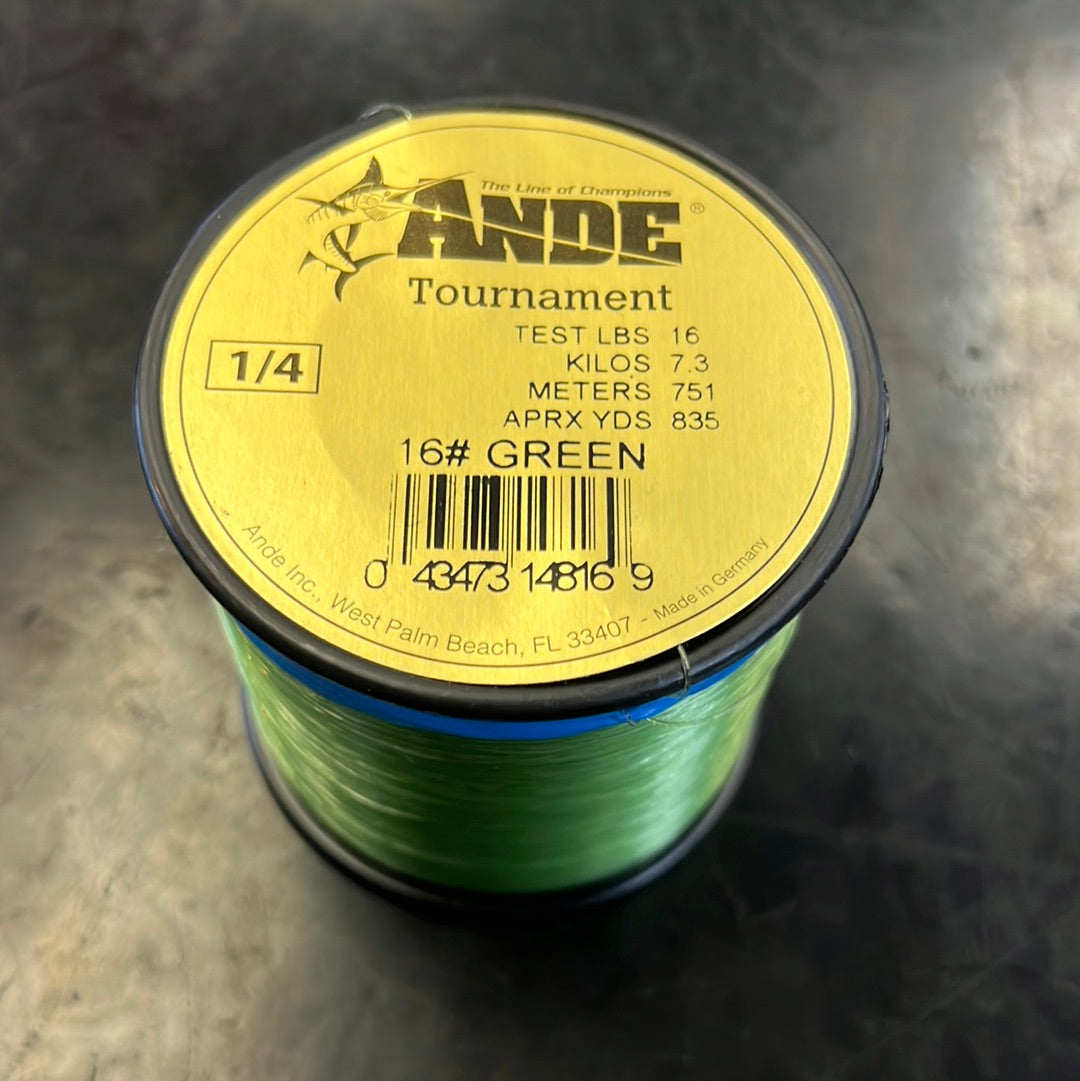 The Line of Champions
ANDE®
Tournament
1/4
TEST LBS 16
KILOS 7.3
METERS 751
APRX YDS 835
16# GREEN
0 43473 14816 9
Ande Inc., West Palm Beach, FL 33407 - Made in Germany